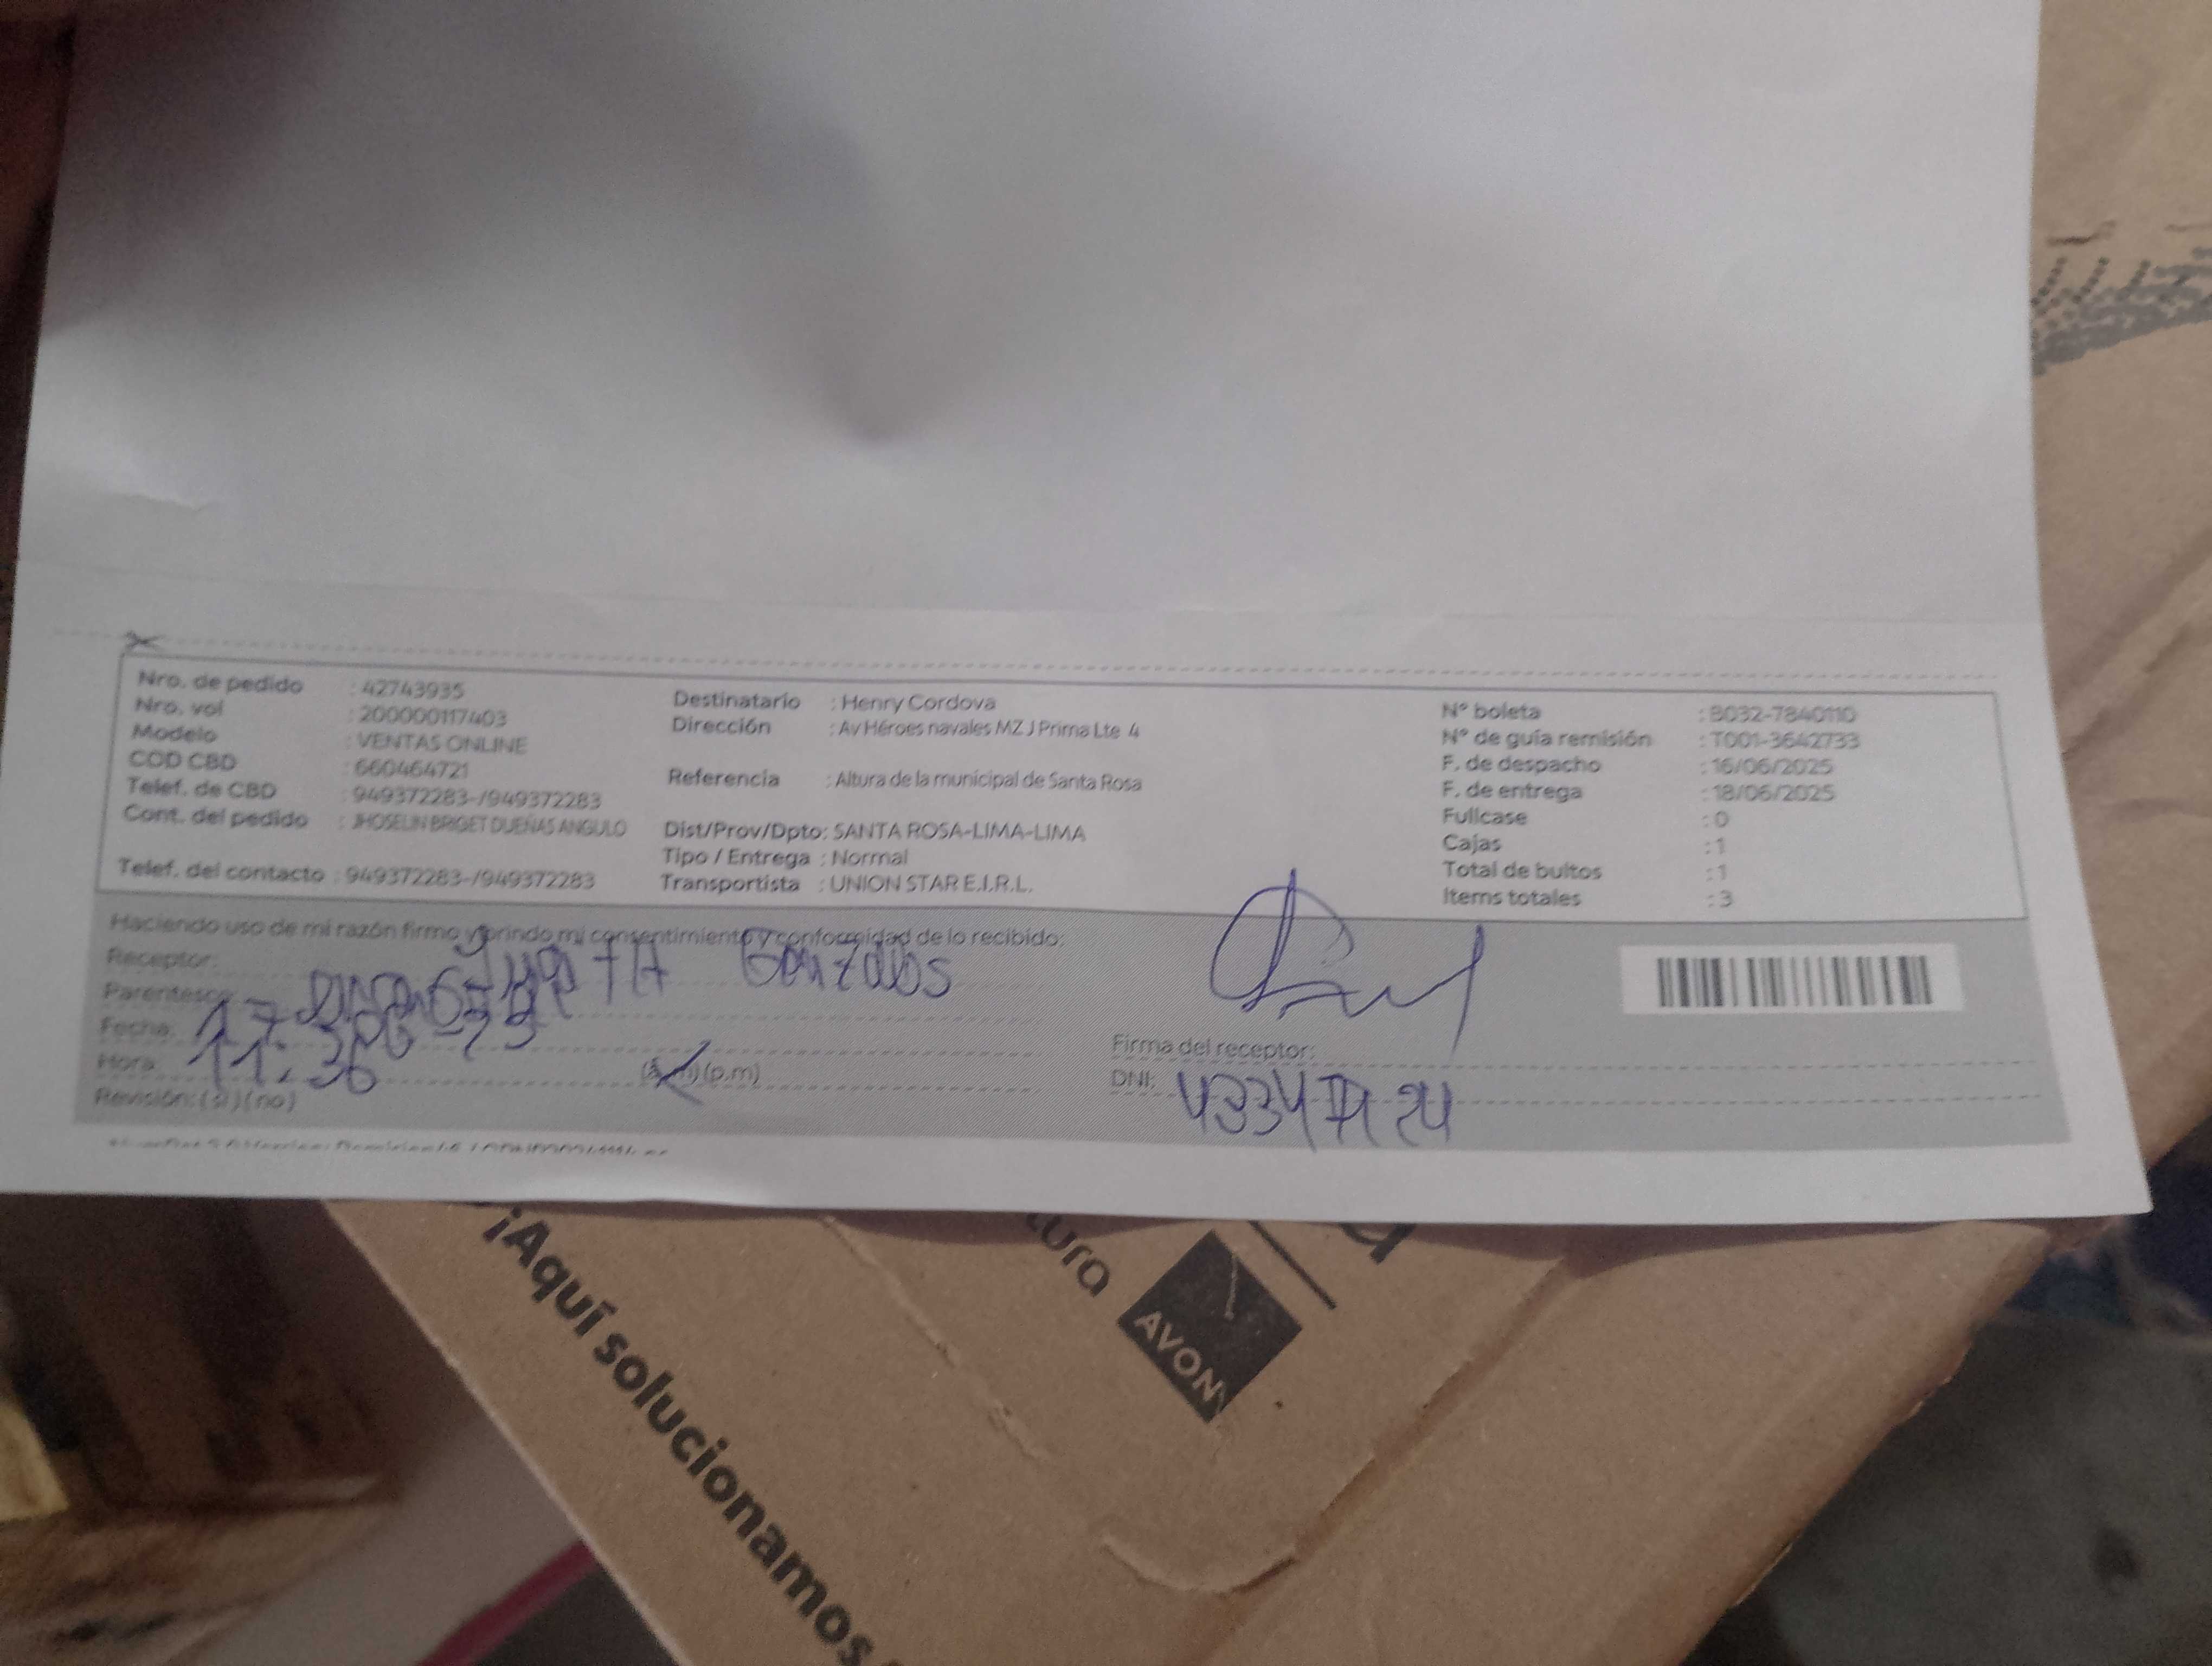 Nro. de pedido : 42743935
Nro. vol : 200000117403
Modelo : VENTAS ONLINE
COD CBD : 660464721
Telef. de CBD : 949372283-/949372283
Cont. del pedido : JHOSELIN BRIGET DUEÑAS ANGULO
Telef. del contacto : 949372283-/949372283
Destinatario : Henry Cordova
Dirección : Av Héroes navales MZ J Prima Lte 4
Referencia : Altura de la municipal de Santa Rosa
Dist/Prov/Dpto: SANTA ROSA-LIMA-LIMA
Tipo / Entrega : Normal
Transportista : UNION STAR E.I.R.L.
Nº boleta : B032-7840110
Nº de guía remisión : T001-3642733
F. de despacho : 16/06/2025
F. de entrega : 18/06/2025
Fullcase : 0
Cajas : 1
Total de bultos : 1
Items totales : 3
Haciendo uso de mi razón firmo y brindo mi consentimiento y conformidad de lo recibido:
Receptor:
Parentesco:
Fecha:
Hora: 11:36 (a.m) (p.m)
Revisión: (si) (no)
Firma del receptor:
DNI:
¡Aquí solucionamos
AVON